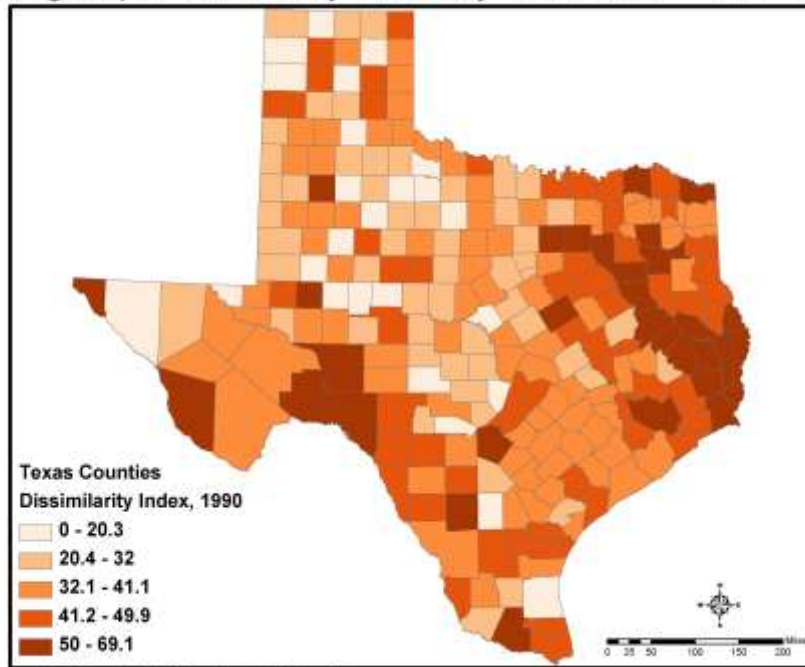 Texas Counties
Dissimilarity Index, 1990
0 - 20.3
20.4 - 32
32.1 - 41.1
41.2 - 49.9
50 - 69.1
0 25 50 100 150 200